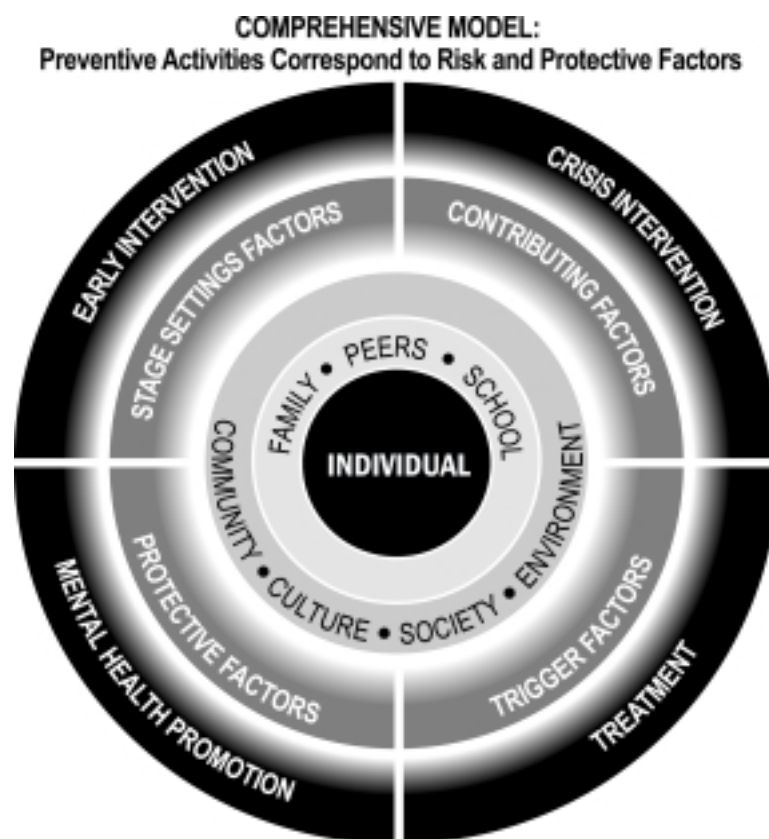 COMPREHENSIVE MODEL:
Preventive Activities Correspond to Risk and Protective Factors
EARLY INTERVENTION
CRISIS INTERVENTION
STAGE SETTINGS FACTORS
CONTRIBUTING FACTORS
FAMILY • PEERS • SCHOOL
INDIVIDUAL
COMMUNITY • CULTURE • SOCIETY • ENVIRONMENT
PROTECTIVE FACTORS
TRIGGER FACTORS
MENTAL HEALTH PROMOTION
TREATMENT